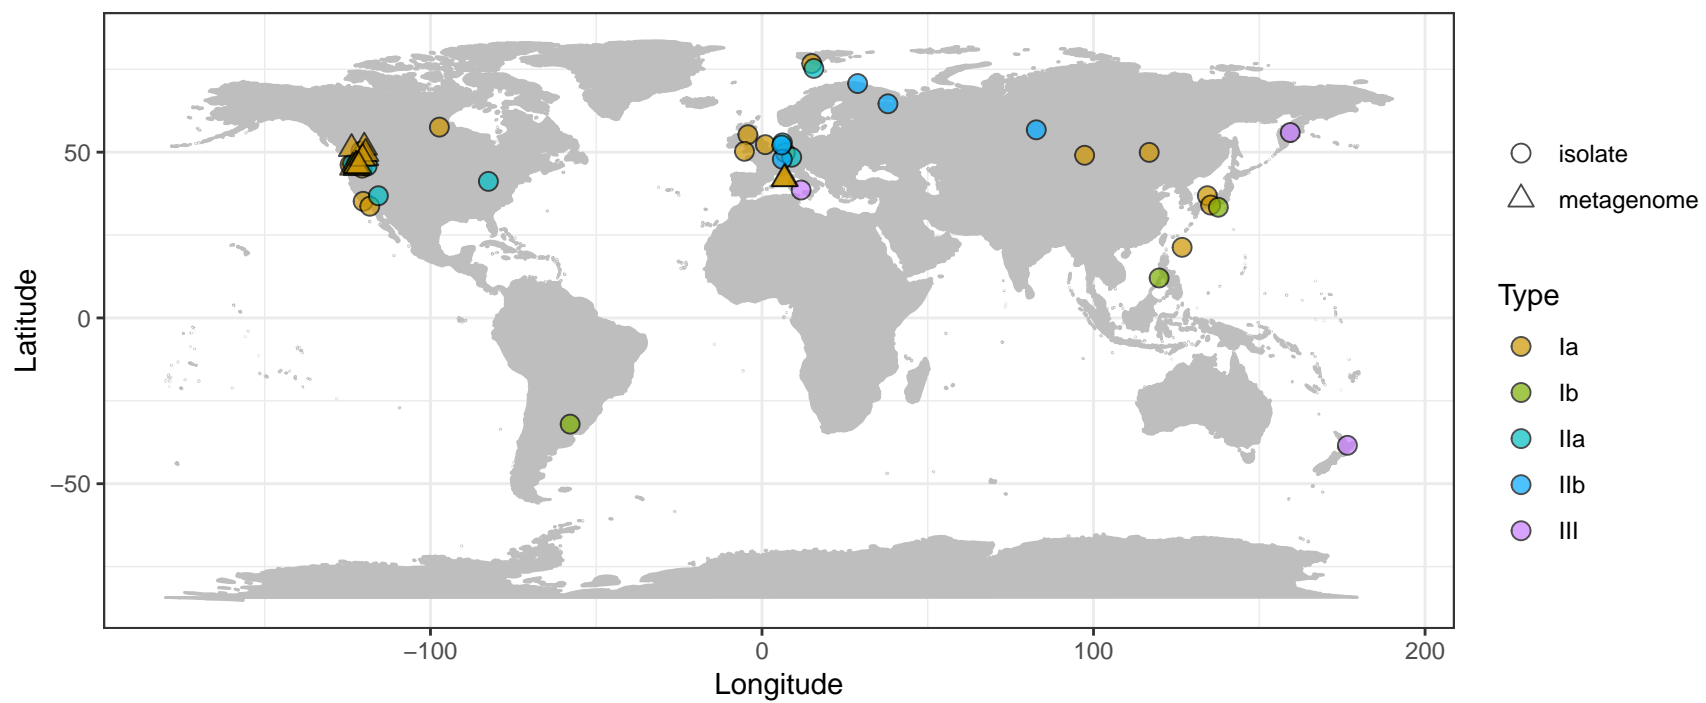 50
0
−50
−100
0
100
200
Latitude
Longitude
isolate
metagenome
Type
Ia
Ib
IIa
IIb
III